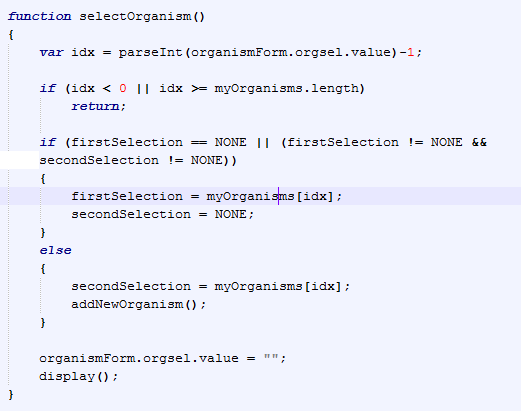 function selectOrganism()
{
    var idx = parseInt(organismForm.orgsel.value)-1;

    if (idx < 0 || idx >= myOrganisms.length)
        return;

    if (firstSelection == NONE || (firstSelection != NONE &&
    secondSelection != NONE))
    {
        firstSelection = myOrganisms[idx];
        secondSelection = NONE;
    }
    else
    {
        secondSelection = myOrganisms[idx];
        addNewOrganism();
    }

    organismForm.orgsel.value = "";
    display();
}